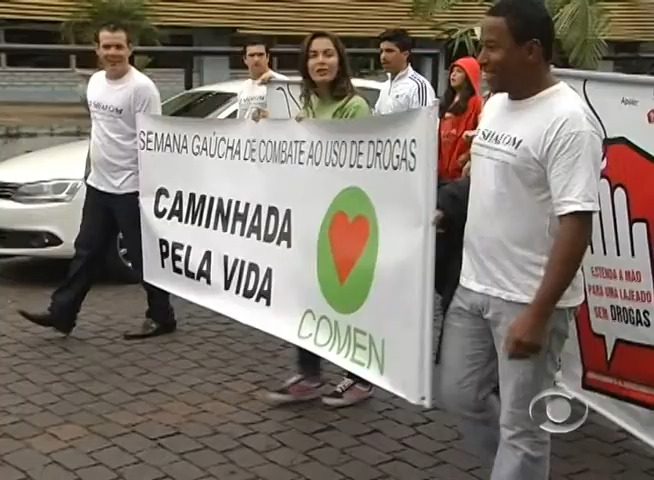 SHALOM
SEMANA GAÚCHA DE COMBATE AO USO DE DROGAS
CAMINHADA
PELA VIDA
COMEN
SHALOM
Apoio:
ESTENDA A MÃO
PARA UMA LAJEADO
SEM DROGAS